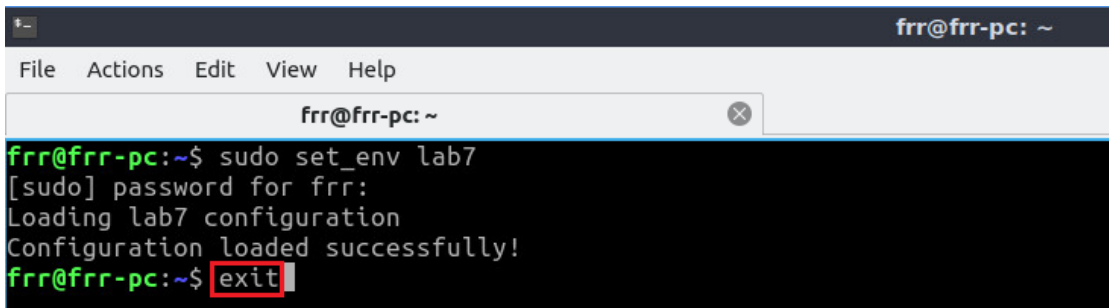 frr@frr-pc: ~
File Actions Edit View Help
frr@frr-pc: ~
frr@frr-pc:~$ sudo set_env lab7
[sudo] password for frr:
Loading lab7 configuration
Configuration loaded successfully!
frr@frr-pc:~$ exit